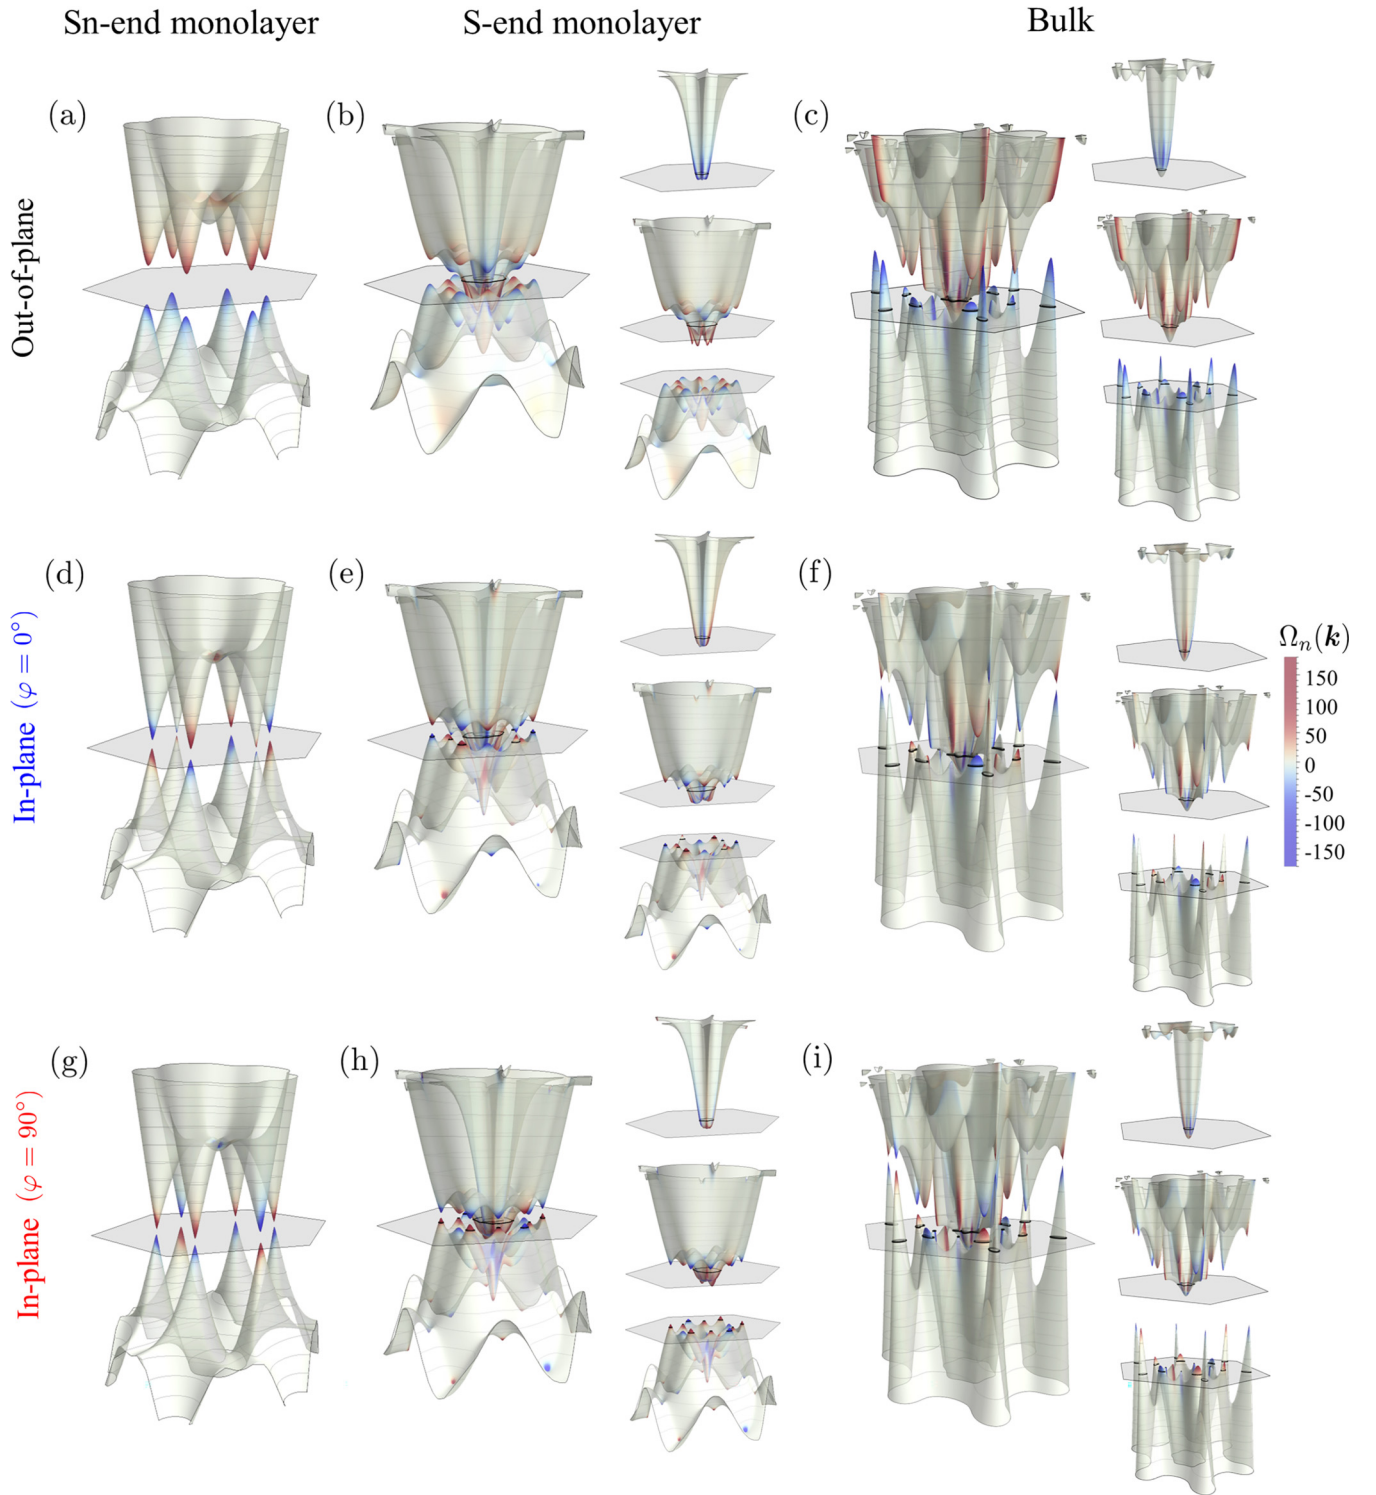 Sn-end monolayer
S-end monolayer
Bulk
Out-of-plane
(a)
(b)
(c)
In-plane (φ = 0°)
(d)
(e)
(f)
Ωₙ(𝒌)
150
100
50
0
-50
-100
-150
In-plane (φ = 90°)
(g)
(h)
(i)